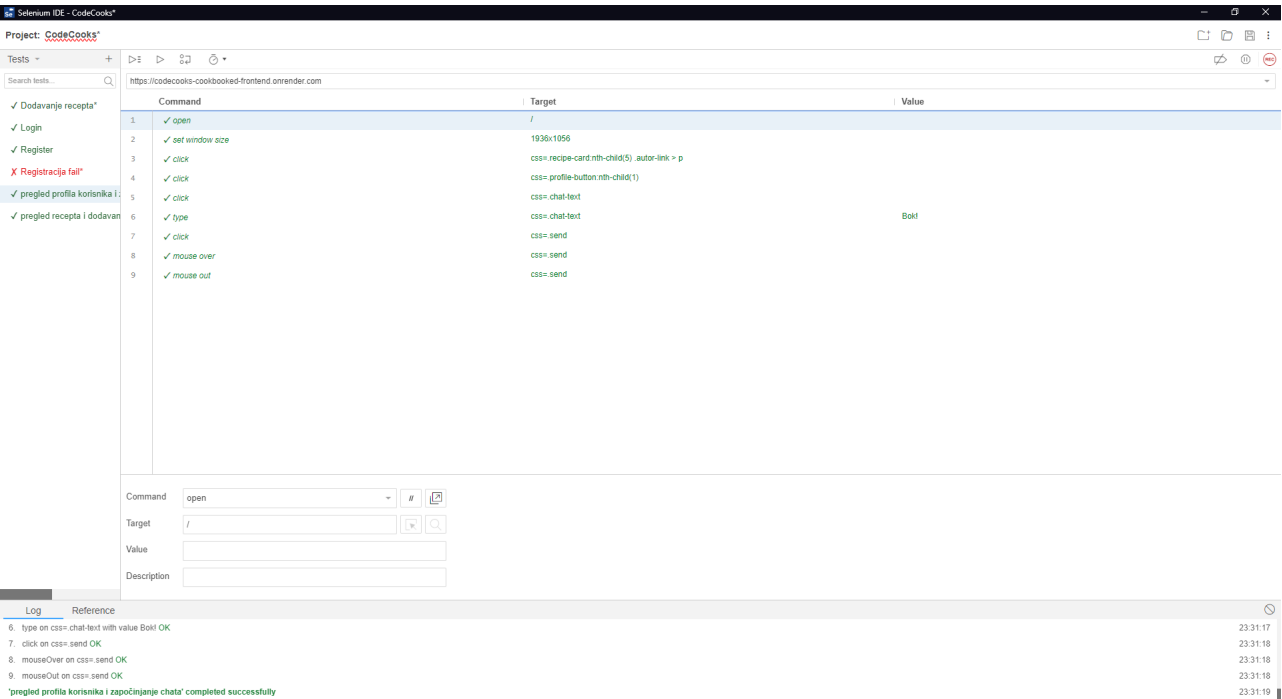 Selenium IDE - CodeCooks*
Project: CodeCooks*
Tests
Search tests...
https://codecooks-cookbooked-frontend.onrender.com
REC
Command Target Value
✓ Dodavanje recepta*
✓ Login
✓ Register
✗ Registracija fail*
✓ pregled profila korisnika i z
✓ pregled recepta i dodavan
1 ✓ open /
2 ✓ set window size 1936x1056
3 ✓ click css=.recipe-card:nth-child(5) .autor-link > p
4 ✓ click css=.profile-button:nth-child(1)
5 ✓ click css=.chat-text
6 ✓ type css=.chat-text Bok!
7 ✓ click css=.send
8 ✓ mouse over css=.send
9 ✓ mouse out css=.send
Command open //
Target /
Value
Description
Log Reference
6. type on css=.chat-text with value Bok! OK 23:31:17
7. click on css=.send OK 23:31:18
8. mouseOver on css=.send OK 23:31:18
9. mouseOut on css=.send OK 23:31:18
'pregled profila korisnika i započinjanje chata' completed successfully 23:31:19